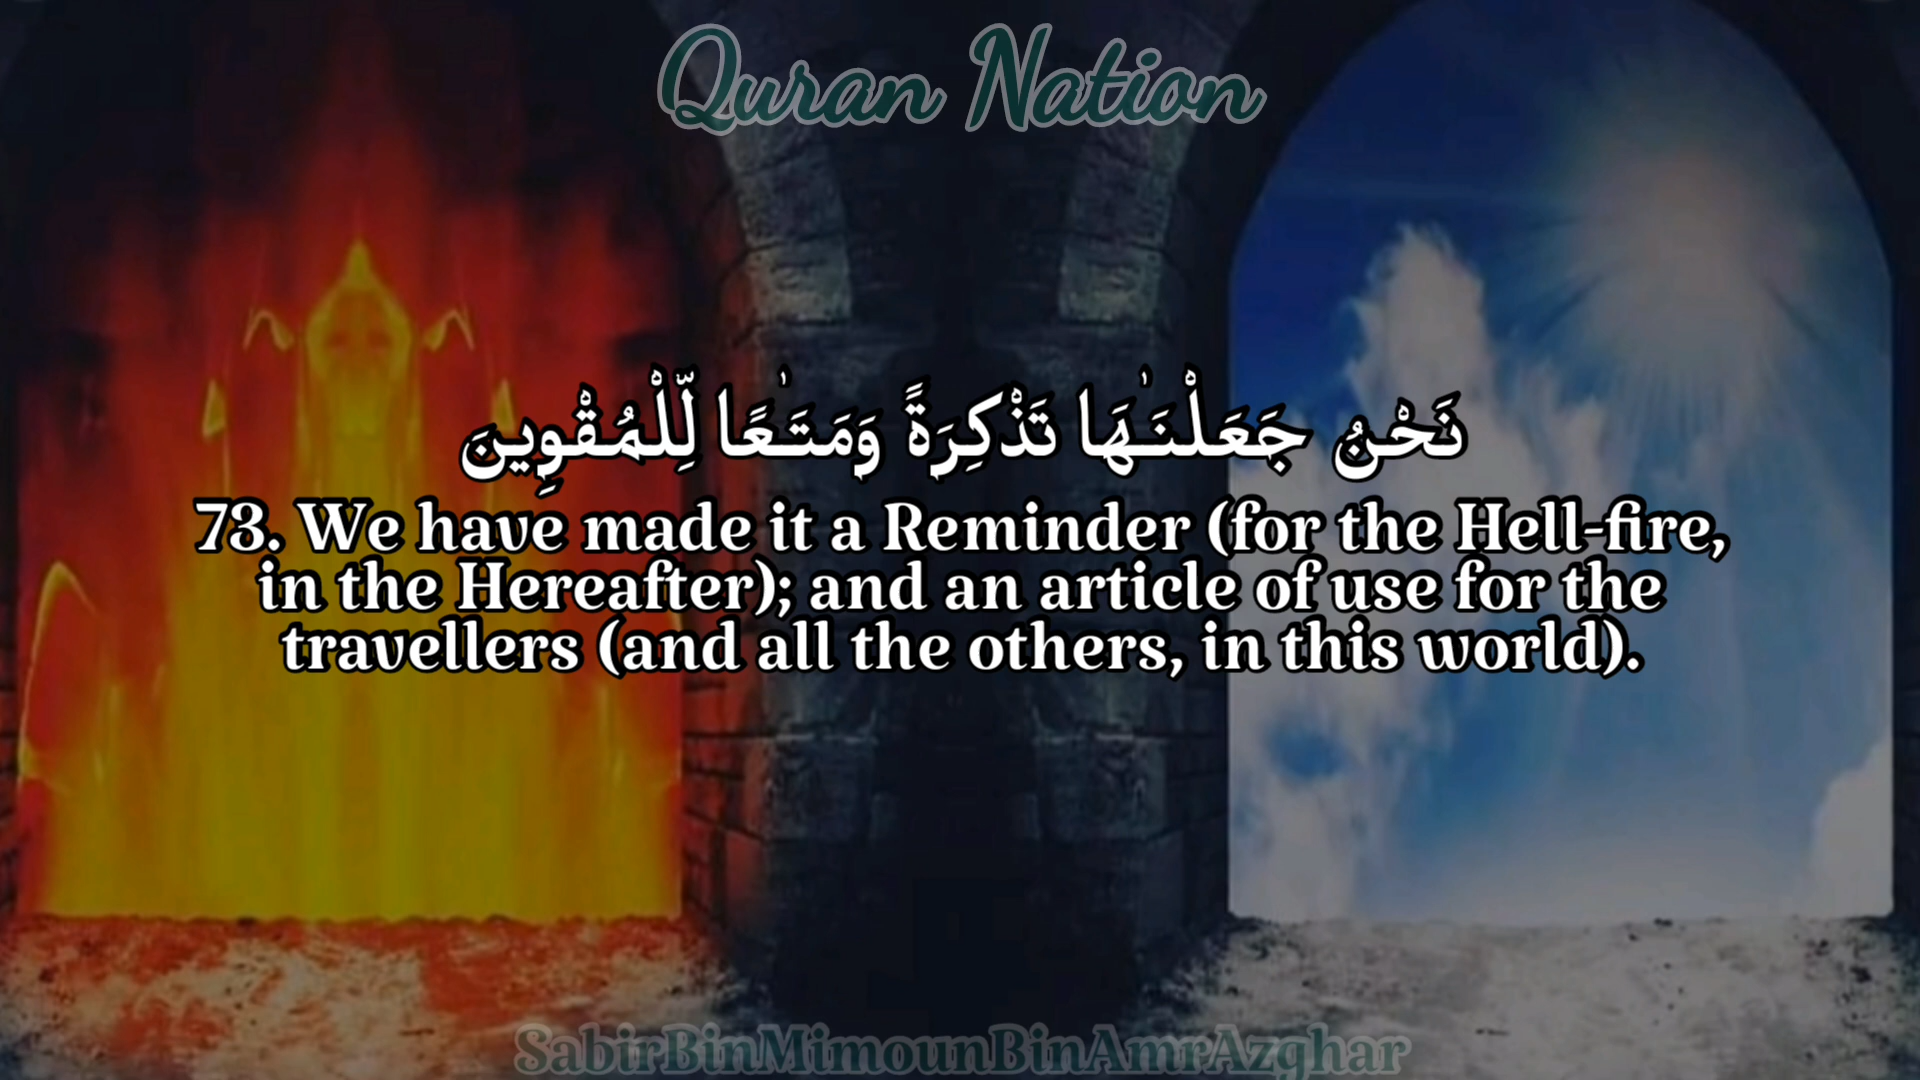 Quran Nation
نَحْنُ جَعَلْنَـٰهَا تَذْكِرَةً وَمَتَـٰعًا لِّلْمُقْوِينَ
73. We have made it a Reminder (for the Hell-fire,
in the Hereafter); and an article of use for the
travellers (and all the others, in this world).
SabirBinMimounBinAmrAzghar